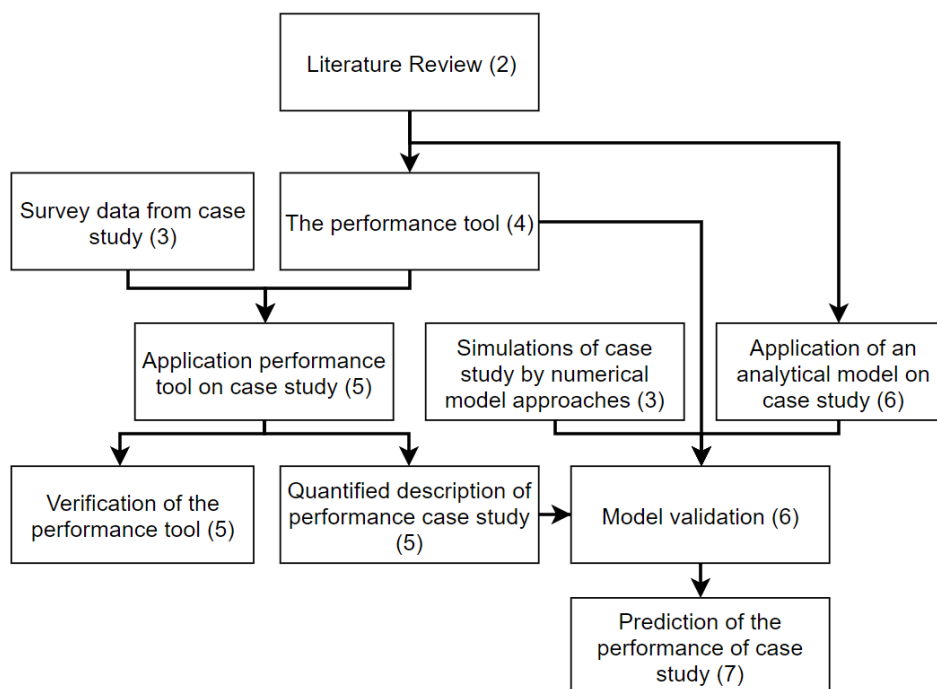 Literature Review (2)
Survey data from case
study (3)
The performance tool (4)
Application performance
tool on case study (5)
Simulations of case
study by numerical
model approaches (3)
Application of an
analytical model on
case study (6)
Verification of the
performance tool (5)
Quantified description of
performance case study
(5)
Model validation (6)
Prediction of the
performance of case
study (7)